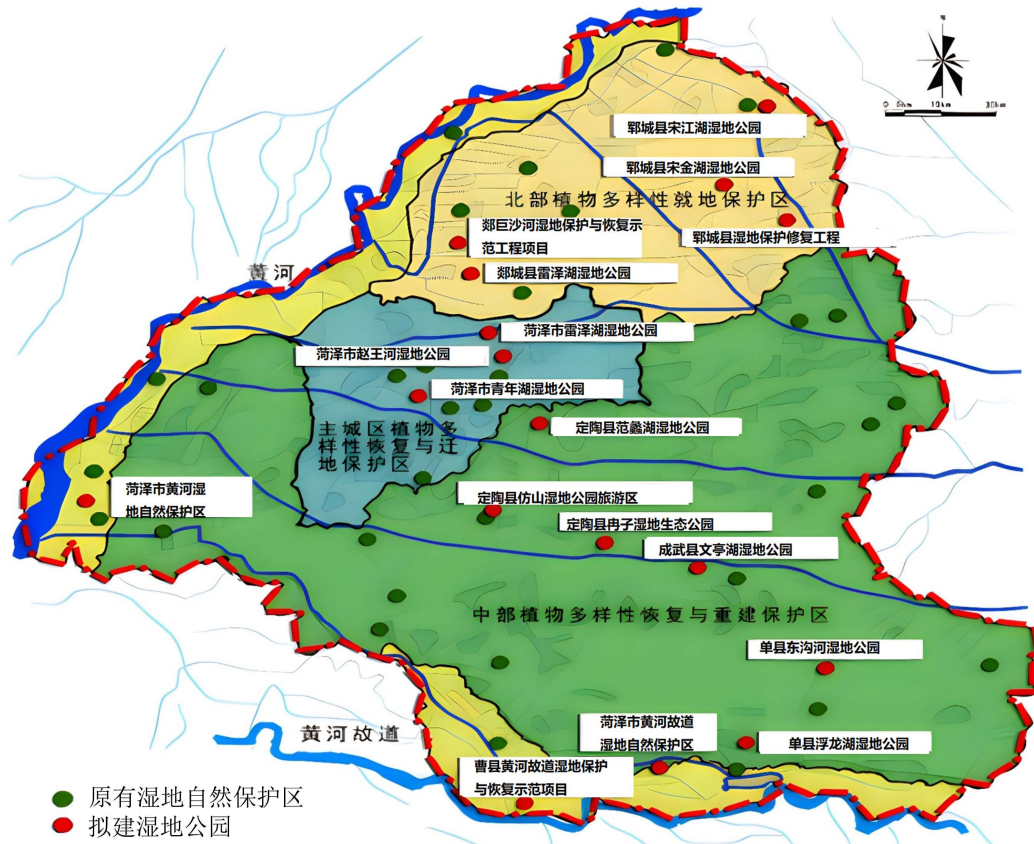 0 5km 10km 30km
郓城县宋江湖湿地公园
郓城县宋金湖湿地公园
北部植物多样性就地保护区
郯巨沙河湿地保护与恢复示
范工程项目
郓城县湿地保护修复工程
黄河
郯城县雷泽湖湿地公园
菏泽市雷泽湖湿地公园
菏泽市赵王河湿地公园
菏泽市青年湖湿地公园
主城区植物多
样性恢复与迁
地保护区
定陶县范蠡湖湿地公园
菏泽市黄河湿
地自然保护区
定陶县仿山湿地公园旅游区
定陶县冉子湿地生态公园
成武县文亭湖湿地公园
中部植物多样性恢复与重建保护区
单县东沟河湿地公园
黄河故道
菏泽市黄河故道
湿地自然保护区
单县浮龙湖湿地公园
曹县黄河故道湿地保护
与恢复示范项目
原有湿地自然保护区
拟建湿地公园